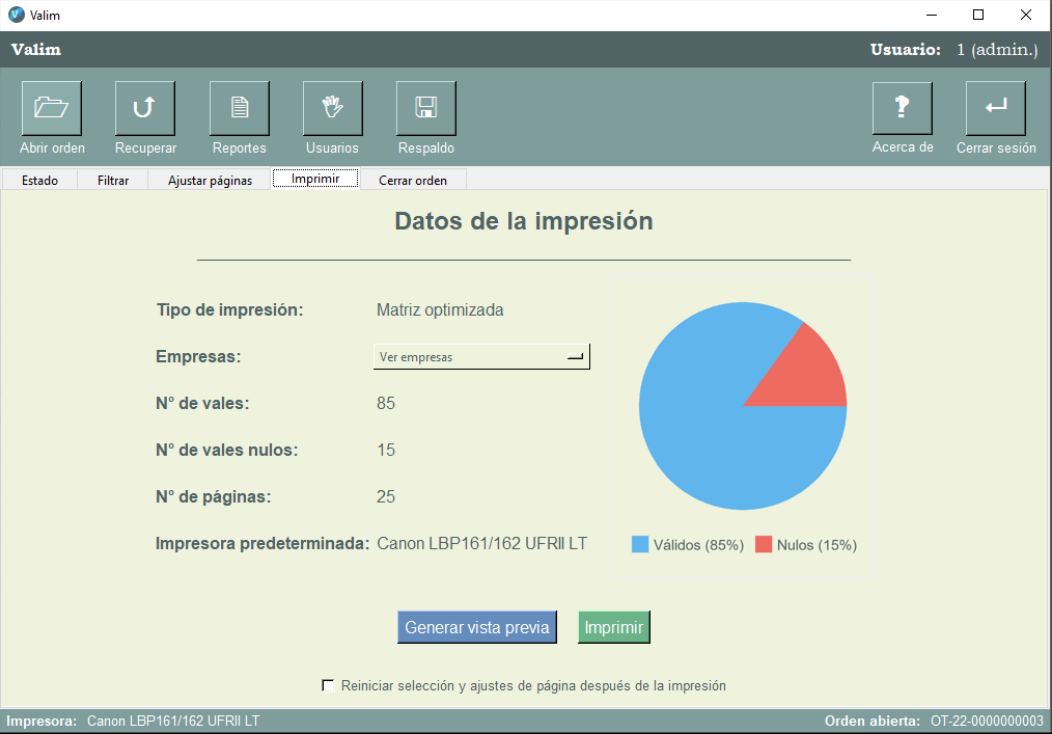 Valim
Valim Usuario: 1 (admin.)
Abrir orden Recuperar Reportes Usuarios Respaldo Acerca de Cerrar sesión
Estado Filtrar Ajustar páginas Imprimir Cerrar orden
Datos de la impresión
Tipo de impresión: Matriz optimizada
Empresas: Ver empresas
N° de vales: 85
N° de vales nulos: 15
N° de páginas: 25
Impresora predeterminada: Canon LBP161/162 UFRII LT
Válidos (85%) Nulos (15%)
Generar vista previa Imprimir
Reiniciar selección y ajustes de página después de la impresión
Impresora: Canon LBP161/162 UFRII LT Orden abierta: OT-22-0000000003